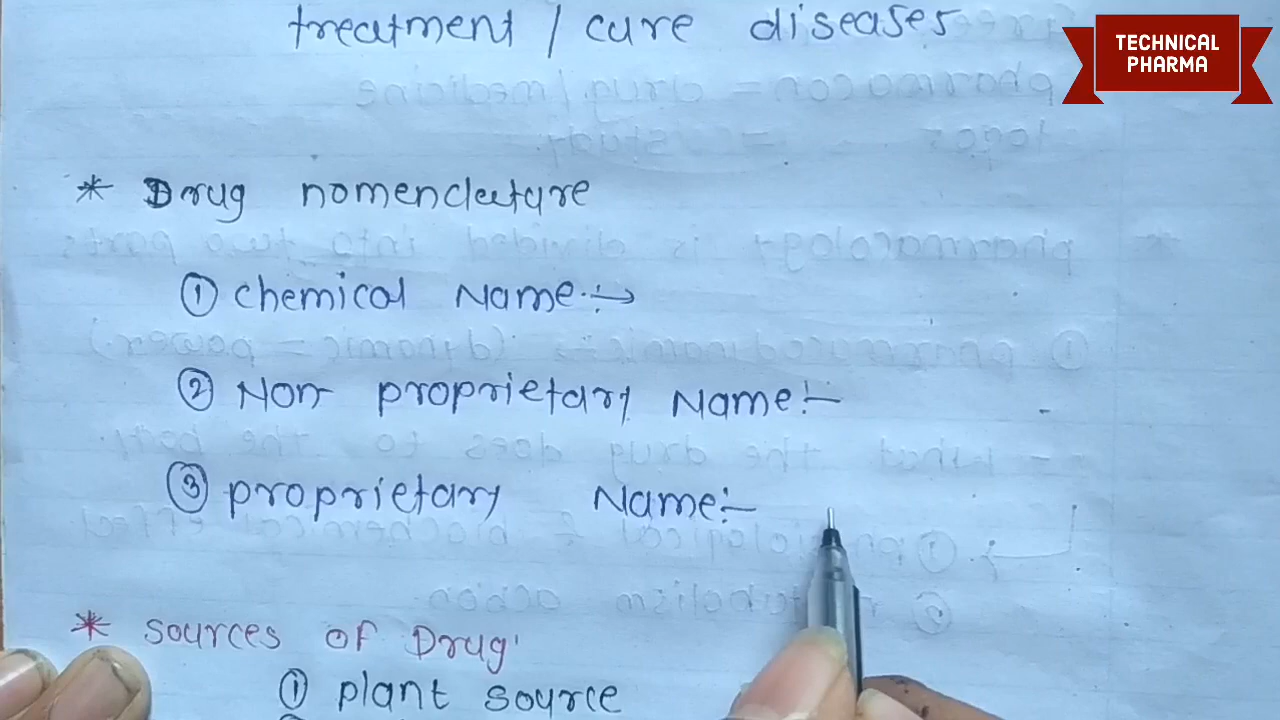 treatment / cure diseases
TECHNICAL
PHARMA
* Drug nomenclature
① chemical Name:→
② Non proprietary Name:-
③ proprietary Name:-
* Sources of Drug
① plant source